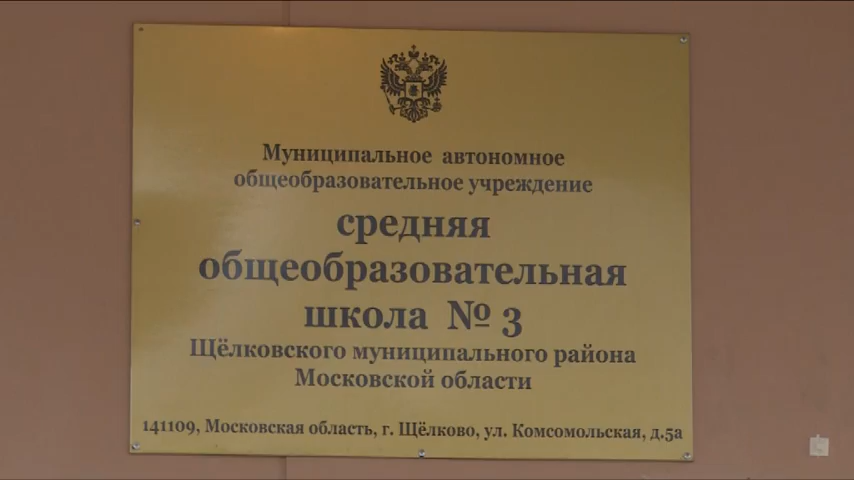 Муниципальное автономное
общеобразовательное учреждение
средняя
общеобразовательная
школа № 3
Щёлковского муниципального района
Московской области
141109, Московская область, г. Щёлково, ул. Комсомольская, д.5а